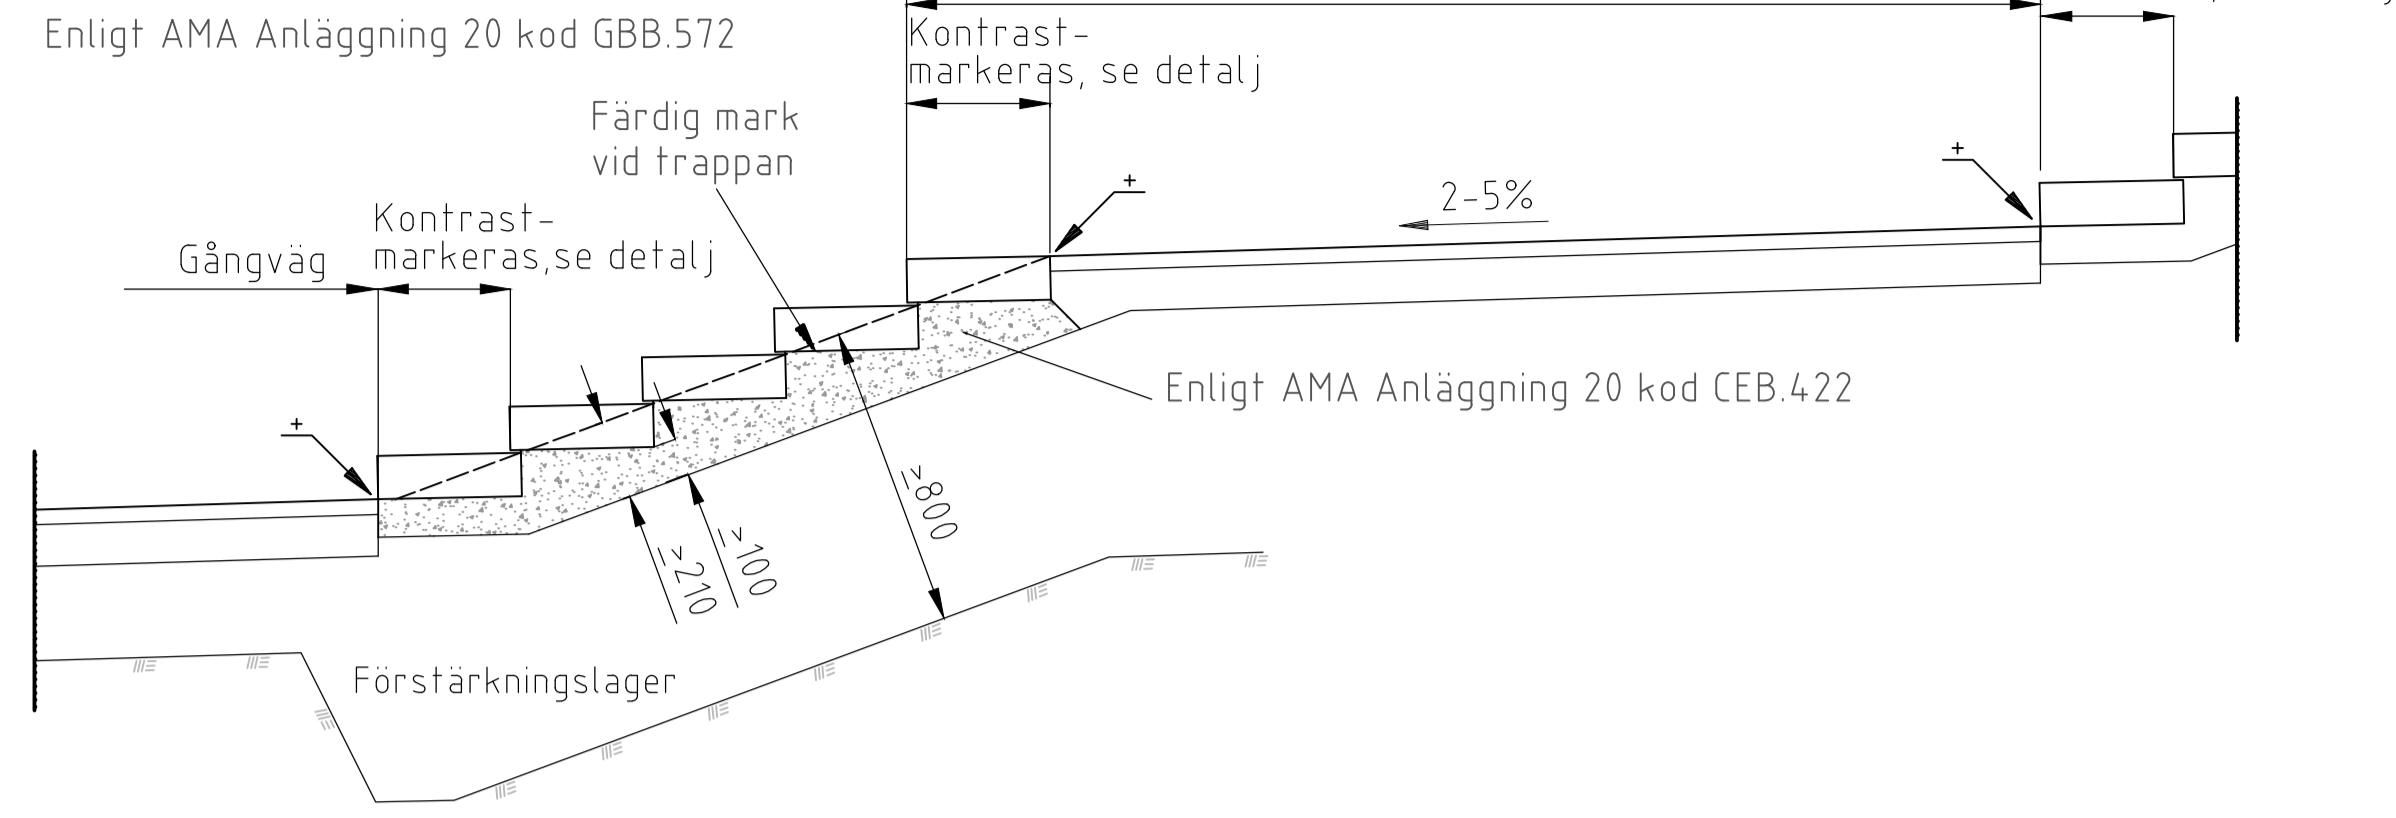 Enligt AMA Anläggning 20 kod GBB.572
Kontrast-
markeras, se detalj
Färdig mark
vid trappan
Kontrast-
markeras,se detalj
Gångväg
+
+
+
2-5%
Enligt AMA Anläggning 20 kod CEB.422
≥800
≥100
≥210
Förstärkningslager